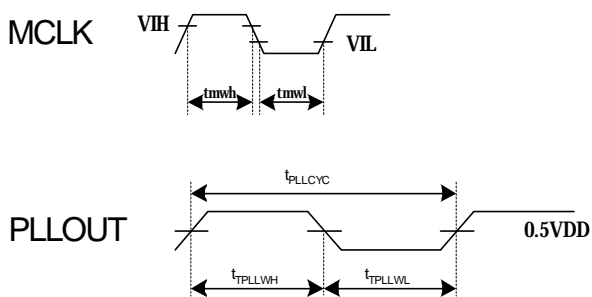 MCLK
VIH
VIL
tmwh
tmwl
tPLLCYC
PLLOUT
0.5VDD
tTPLLWH
tTPLLWL